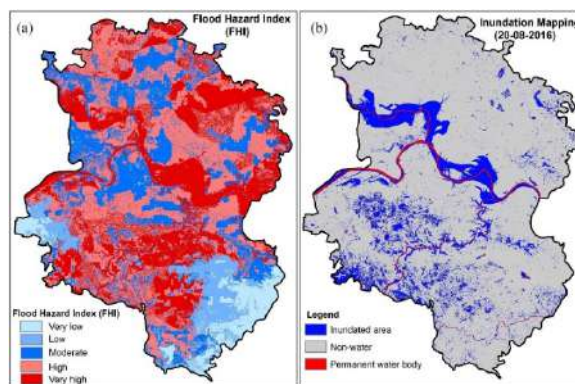 (a)
Flood Hazard Index
(FHI)
Flood Hazard Index (FHI)
Very low
Low
Moderate
High
Very high
(b)
Inundation Mapping
(20-08-2016)
Legend
Inundated area
Non-water
Permanent water body